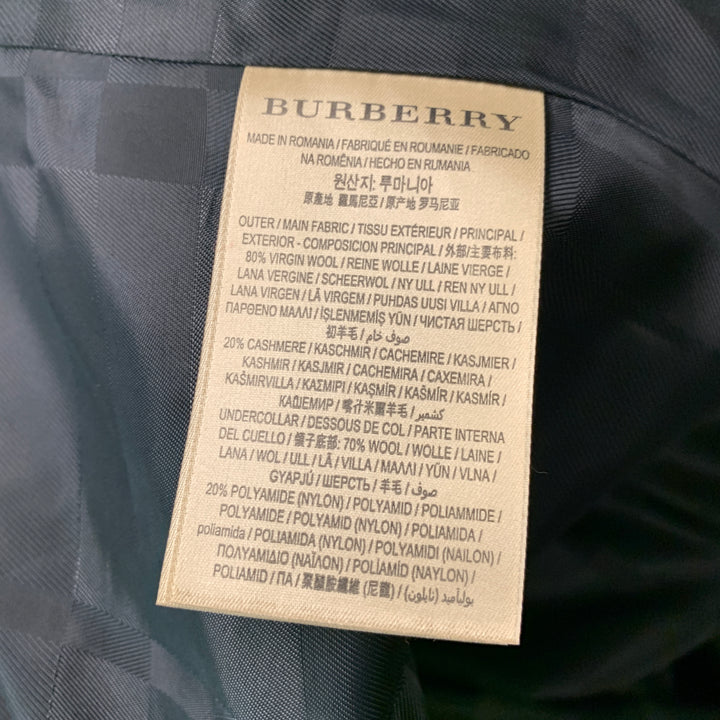 BURBERRY
MADE IN ROMANIA / FABRIQUÉ EN ROUMANIE / FABRICADO
NA ROMÊNIA / HECHO EN RUMANIA
원산지: 루마니아
原產地 羅馬尼亞 / 原产地 罗马尼亚
OUTER / MAIN FABRIC / TISSU EXTÉRIEUR / PRINCIPAL /
EXTERIOR - COMPOSICION PRINCIPAL / 外部/主要布料:
80% VIRGIN WOOL / REINE WOLLE / LAINE VIERGE /
LANA VERGINE / SCHEERWOL / NY ULL / REN NY ULL /
LANA VIRGEN / LÃ VIRGEM / PUHDAS UUSI VILLA / ΑΓΝΟ
ΠΑΡΘΕΝΟ ΜΑΛΛΙ / İŞLENMEMİŞ YÜN / ЧИСТАЯ ШЕРСТЬ /
初羊毛 / صوف خام
20% CASHMERE / KASCHMIR / CACHEMIRE / KASJMIER /
KASHMIR / KASJMIR / CACHEMIRA / CAXEMIRA /
KAŠMIRVILLA / ΚΑΣΜΙΡΙ / KAŞMİR / KAŠMÍR / KASMÍR /
КАШЕМИР / 喀什米爾羊毛 / كشمير
UNDERCOLLAR / DESSOUS DE COL / PARTE INTERNA
DEL CUELLO / 領子底部: 70% WOOL / WOLLE / LAINE /
LANA / WOL / ULL / LÃ / VILLA / ΜΑΛΛΙ / YÜN / VLNA /
GYAPJÚ / ШЕРСТЬ / 羊毛 / صوف
20% POLYAMIDE (NYLON) / POLYAMID / POLIAMMIDE /
POLYAMIDE / POLYAMID (NYLON) / POLIAMIDA /
poliamida / POLIAMIDA (NYLON) / POLYAMIDI (NAILON) /
ΠΟΛΥΑΜΙΔΙΟ (ΝΑΪΛΟΝ) / POLİAMİD (NAYLON) /
POLIAMID / ПА / 聚醯胺纖維 (尼龍) / بوليأميد (نايلون)